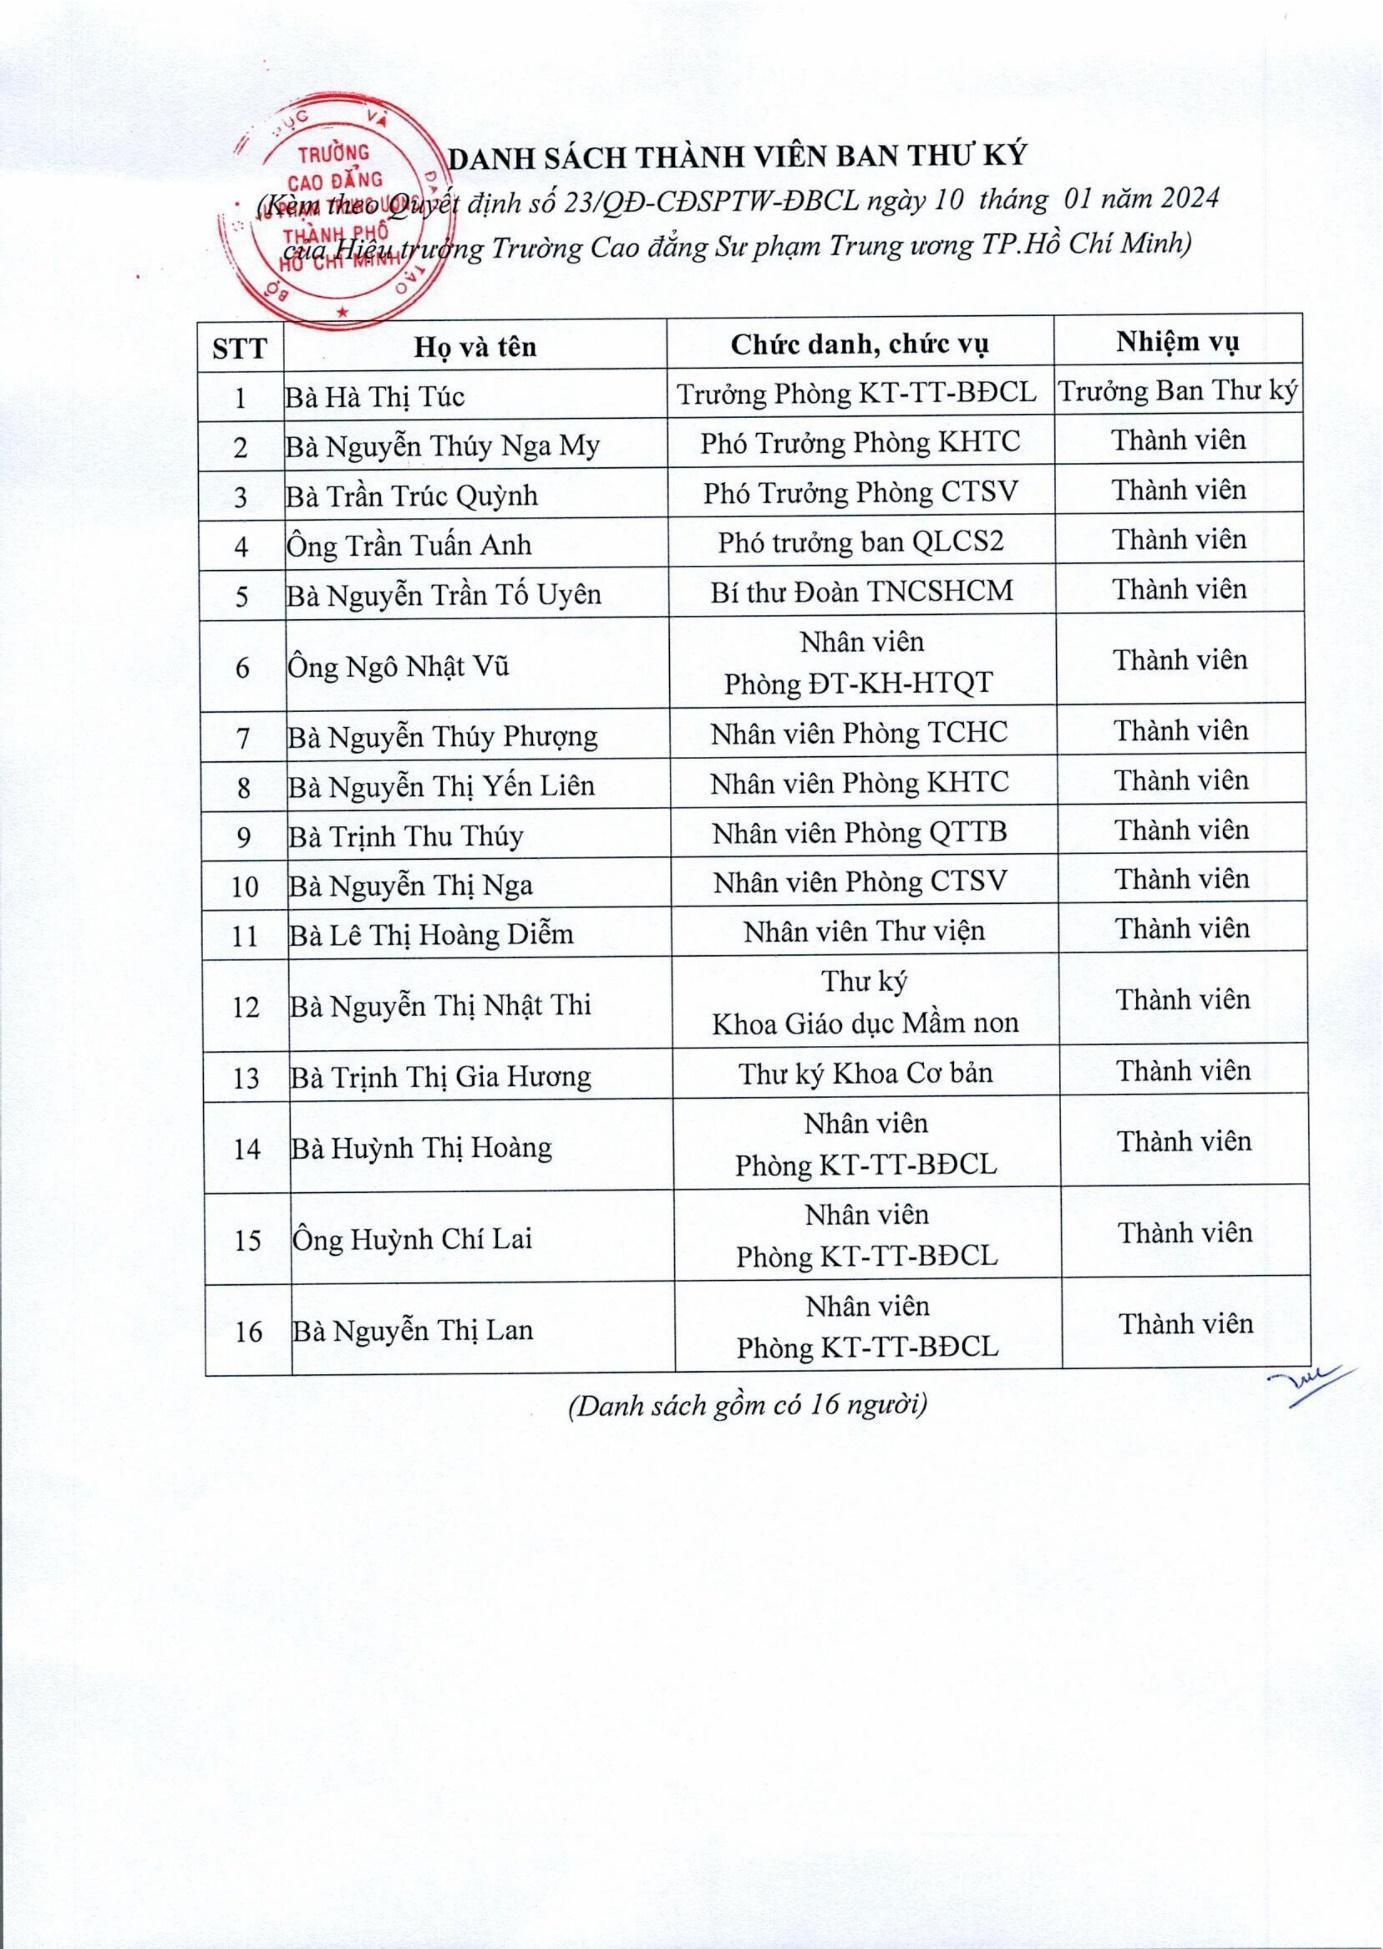 DANH SÁCH THÀNH VIÊN BAN THƯ KÝ
(Kèm theo Quyết định số 23/QĐ-CĐSPTW-ĐBCL ngày 10 tháng 01 năm 2024
của Hiệu trưởng Trường Cao đẳng Sư phạm Trung ương TP.Hồ Chí Minh)
BỘ DỤC VÀ ĐÀ TẠO
TRƯỜNG
CAO ĐẲNG
PHẠM TRUNG ƯƠNG
THÀNH PHỐ
HỒ CHÍ MINH
STT Họ và tên Chức danh, chức vụ Nhiệm vụ
1 Bà Hà Thị Túc Trưởng Phòng KT-TT-BĐCL Trưởng Ban Thư ký
2 Bà Nguyễn Thúy Nga My Phó Trưởng Phòng KHTC Thành viên
3 Bà Trần Trúc Quỳnh Phó Trưởng Phòng CTSV Thành viên
4 Ông Trần Tuấn Anh Phó trưởng ban QLCS2 Thành viên
5 Bà Nguyễn Trần Tố Uyên Bí thư Đoàn TNCSHCM Thành viên
6 Ông Ngô Nhật Vũ Nhân viên
Phòng ĐT-KH-HTQT Thành viên
7 Bà Nguyễn Thúy Phượng Nhân viên Phòng TCHC Thành viên
8 Bà Nguyễn Thị Yến Liên Nhân viên Phòng KHTC Thành viên
9 Bà Trịnh Thu Thúy Nhân viên Phòng QTTB Thành viên
10 Bà Nguyễn Thị Nga Nhân viên Phòng CTSV Thành viên
11 Bà Lê Thị Hoàng Diễm Nhân viên Thư viện Thành viên
12 Bà Nguyễn Thị Nhật Thi Thư ký
Khoa Giáo dục Mầm non Thành viên
13 Bà Trịnh Thị Gia Hương Thư ký Khoa Cơ bản Thành viên
14 Bà Huỳnh Thị Hoàng Nhân viên
Phòng KT-TT-BĐCL Thành viên
15 Ông Huỳnh Chí Lai Nhân viên
Phòng KT-TT-BĐCL Thành viên
16 Bà Nguyễn Thị Lan Nhân viên
Phòng KT-TT-BĐCL Thành viên
(Danh sách gồm có 16 người)